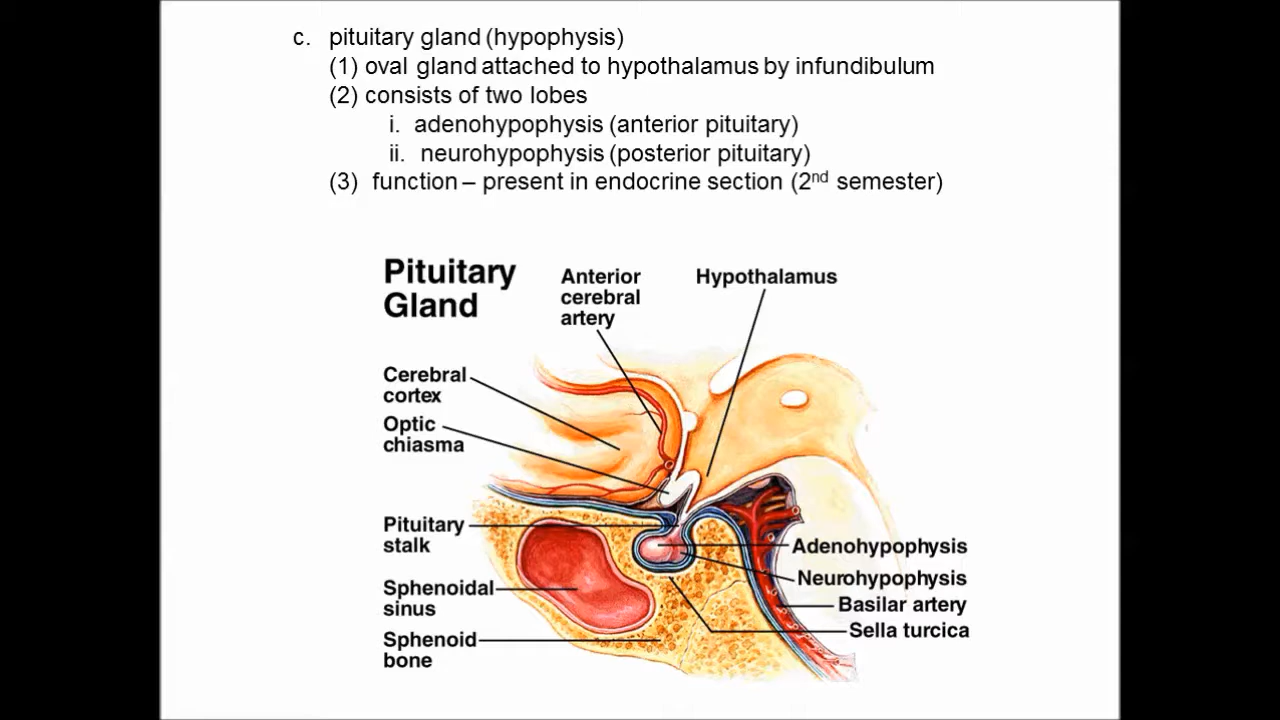 c. pituitary gland (hypophysis)
(1) oval gland attached to hypothalamus by infundibulum
(2) consists of two lobes
i. adenohypophysis (anterior pituitary)
ii. neurohypophysis (posterior pituitary)
(3) function – present in endocrine section (2nd semester)
Pituitary
Gland
Anterior
cerebral
artery
Hypothalamus
Cerebral
cortex
Optic
chiasma
Pituitary
stalk
Sphenoidal
sinus
Sphenoid
bone
Adenohypophysis
Neurohypophysis
Basilar artery
Sella turcica